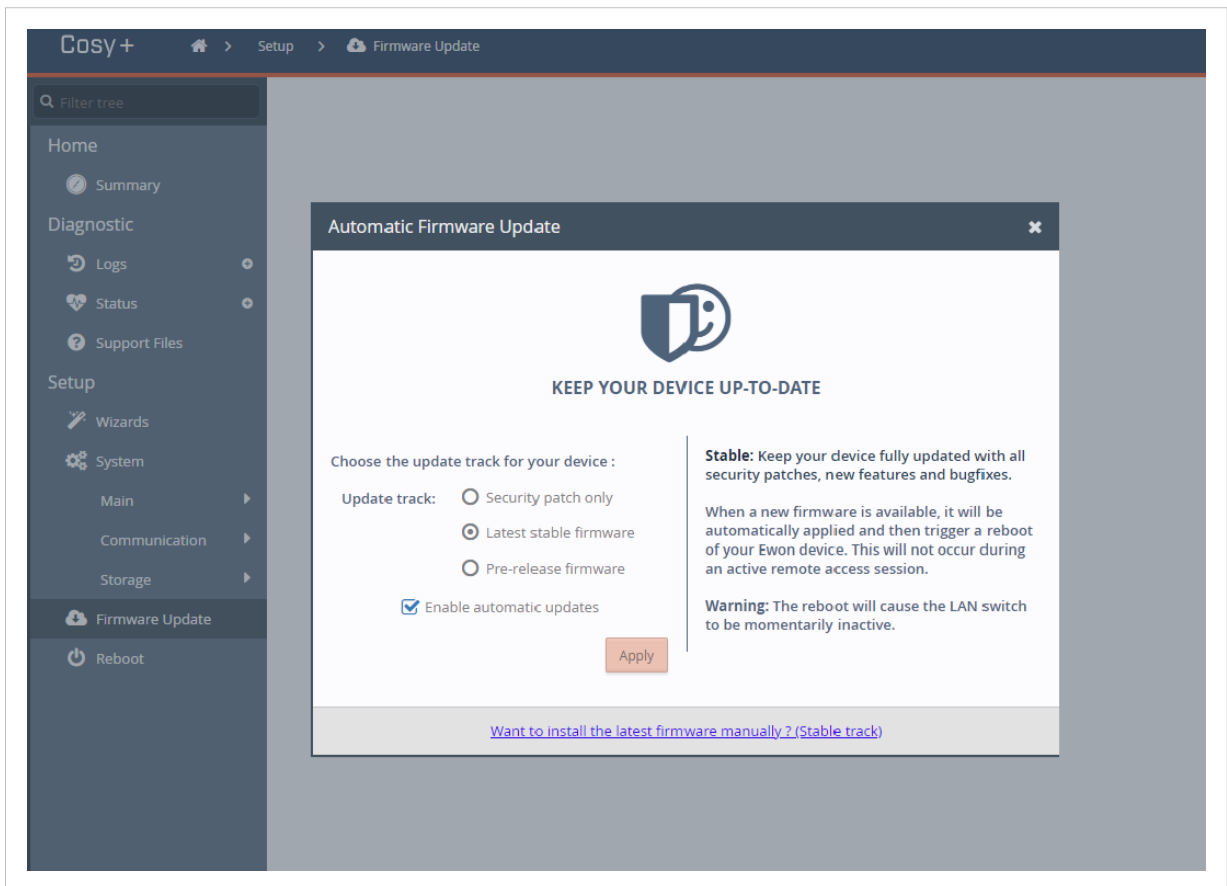 Cosy+ > Setup > Firmware Update
Filter tree
Home
Summary
Diagnostic
Logs
Status
Support Files
Setup
Wizards
System
Main
Communication
Storage
Firmware Update
Reboot
Automatic Firmware Update
KEEP YOUR DEVICE UP-TO-DATE
Choose the update track for your device :
Update track:
Security patch only
Latest stable firmware
Pre-release firmware
Enable automatic updates
Apply
Stable: Keep your device fully updated with all
security patches, new features and bugfixes.
When a new firmware is available, it will be
automatically applied and then trigger a reboot
of your Ewon device. This will not occur during
an active remote access session.
Warning: The reboot will cause the LAN switch
to be momentarily inactive.
Want to install the latest firmware manually ? (Stable track)